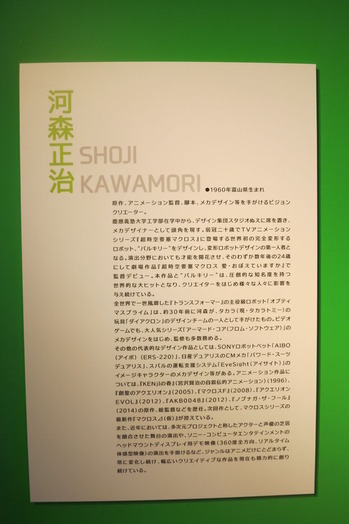 河森正治
SHOJI
KAWAMORI ●1960年富山県生まれ
原作、アニメーション監督、脚本、メカデザイン等を手がけるビジョン
クリエーター。
慶應義塾大学工学部在学中から、デザイン集団スタジオぬえに席を置き、
メカデザイナーとして頭角を現す。弱冠二十歳でTVアニメーション
シリーズ『超時空要塞マクロス』に登場する世界初の完全変形する
ロボット、“バルキリー”をデザインし、変形ロボットデザインの第一人者と
なる。演出分野においても才能を開花させ、そのわずか数年後の24歳
にして劇場作品『超時空要塞マクロス 愛・おぼえていますか』で
監督デビュー。本作品と“バルキリー”は、圧倒的な知名度を持つ
世界的な大ヒットとなり、クリエイターをはじめ様々な人々に影響を
与え続けている。
全世界で一世風靡した『トランスフォーマー』の主役級ロボット「オプティ
マスプライム」は、約30年前に河森が、タカラ(現・タカラトミー)の
玩具「ダイアクロン」のデザインチームの一人として手がけたもの。ビデオ
ゲームでも、大人気シリーズ『アーマード・コア(フロム・ソフトウェア)』の
メカデザインをはじめ、監修も多数務める。
その他の代表的なデザイン作品としては、SONYロボットペット「AIBO
(アイボ) (ERS-220)」、日産デュアリスのCMメカ「パワード・スーツ
デュアリス」、スバルの運転支援システム「EyeSight(アイサイト)」の
イメージキャラクターのメカデザイン等がある。アニメーション作品に
ついては、『KENjiの春』(宮沢賢治の自叙伝的アニメーション) (1996)、
『創聖のアクエリオン』(2005)、『マクロスF』(2008)、『アクエリオン
EVOL』(2012)、『AKB0048』(2012)、『ノブナガ・ザ・フール』
(2014)の原作、総監督などを歴任。次回作として、マクロスシリーズの
最新作『マクロスΔ(仮)』が控えている。
また、近年においては、多次元プロジェクトと称したアクターと声優の芝居
を融合させた舞台の演出や、ソニー・コンピュータエンタテインメントの
ヘッドマウントディスプレイ用デモ映像(360度全方向、リアルタイム
体感型映像)の演出を手掛けるなど、ジャンルはアニメだけにとどまらず、
常に変化し続け、幅広いクリエイティブな作品を現在も精力的に創り
続けている。